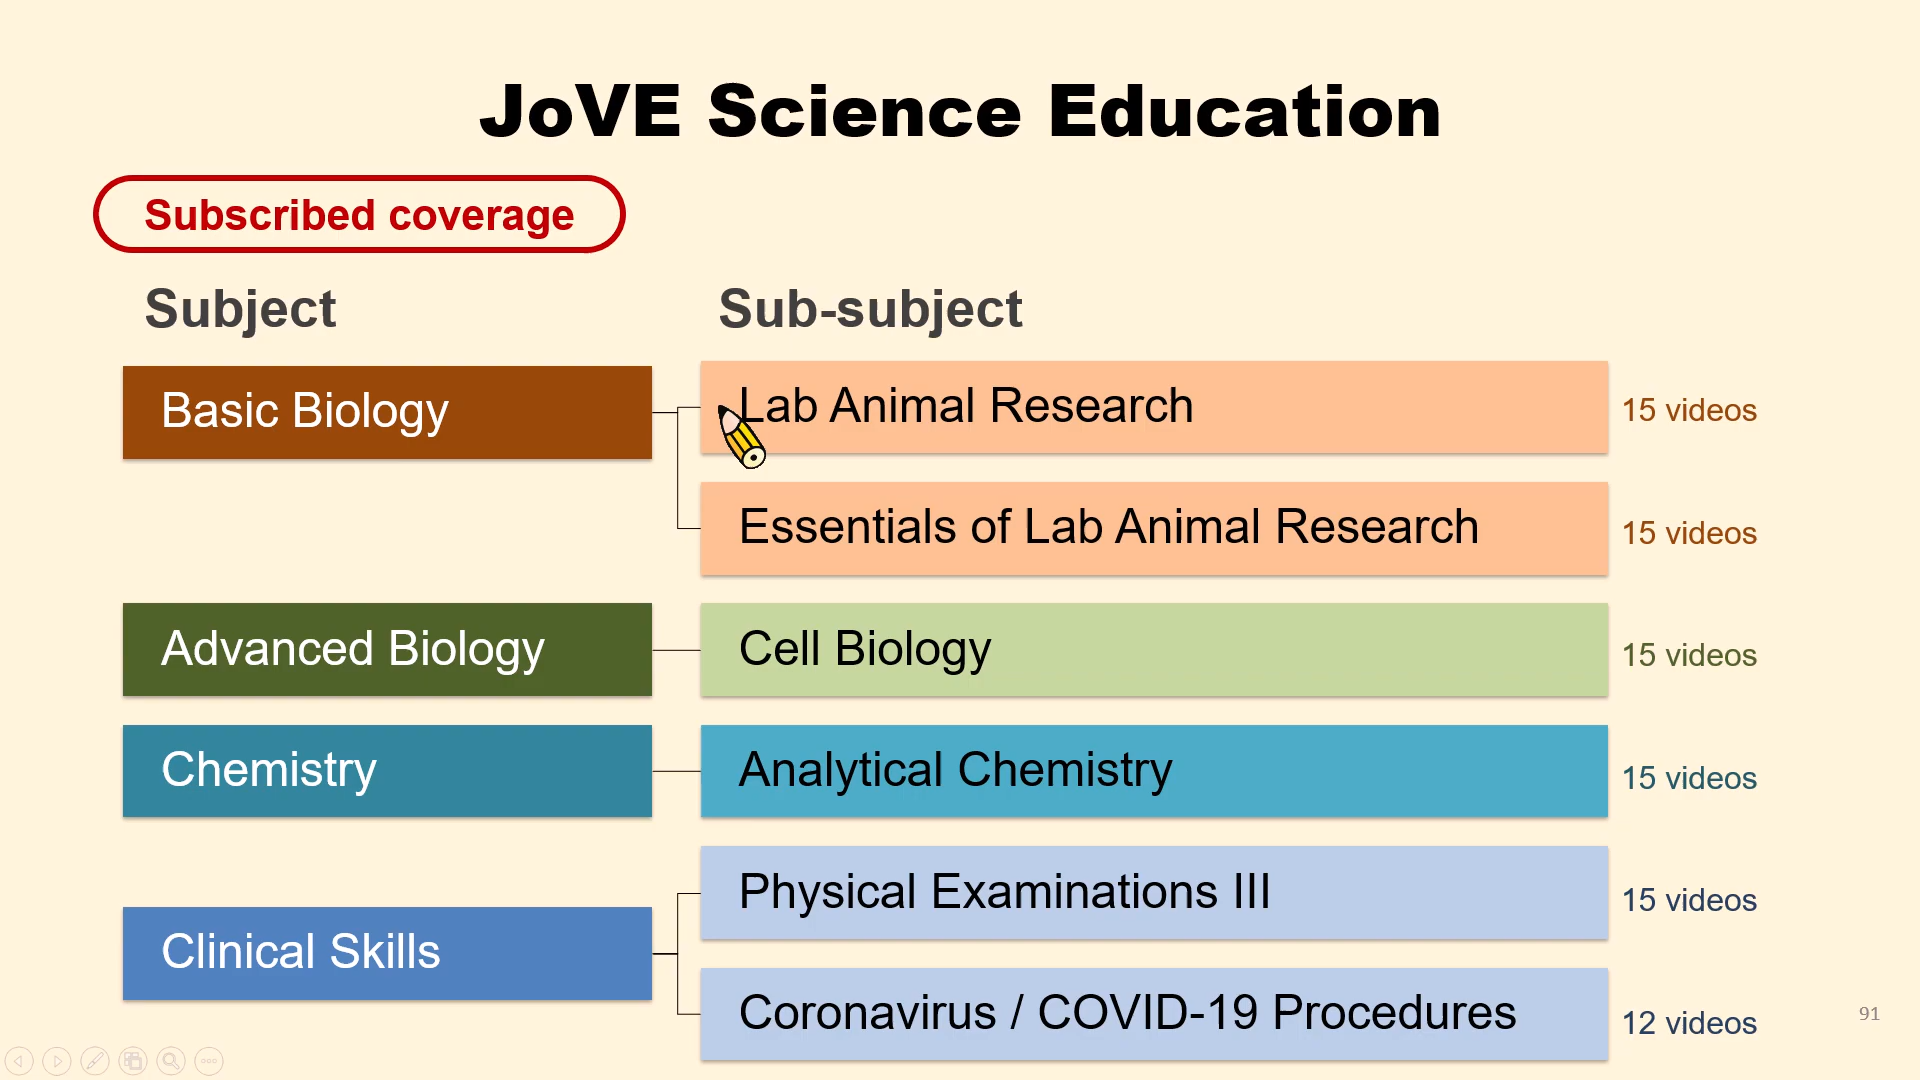 JoVE Science Education
Subscribed coverage
Subject
Sub-subject
Basic Biology
Lab Animal Research
15 videos
Essentials of Lab Animal Research
15 videos
Advanced Biology
Cell Biology
15 videos
Chemistry
Analytical Chemistry
15 videos
Clinical Skills
Physical Examinations III
15 videos
Coronavirus / COVID-19 Procedures
12 videos
91